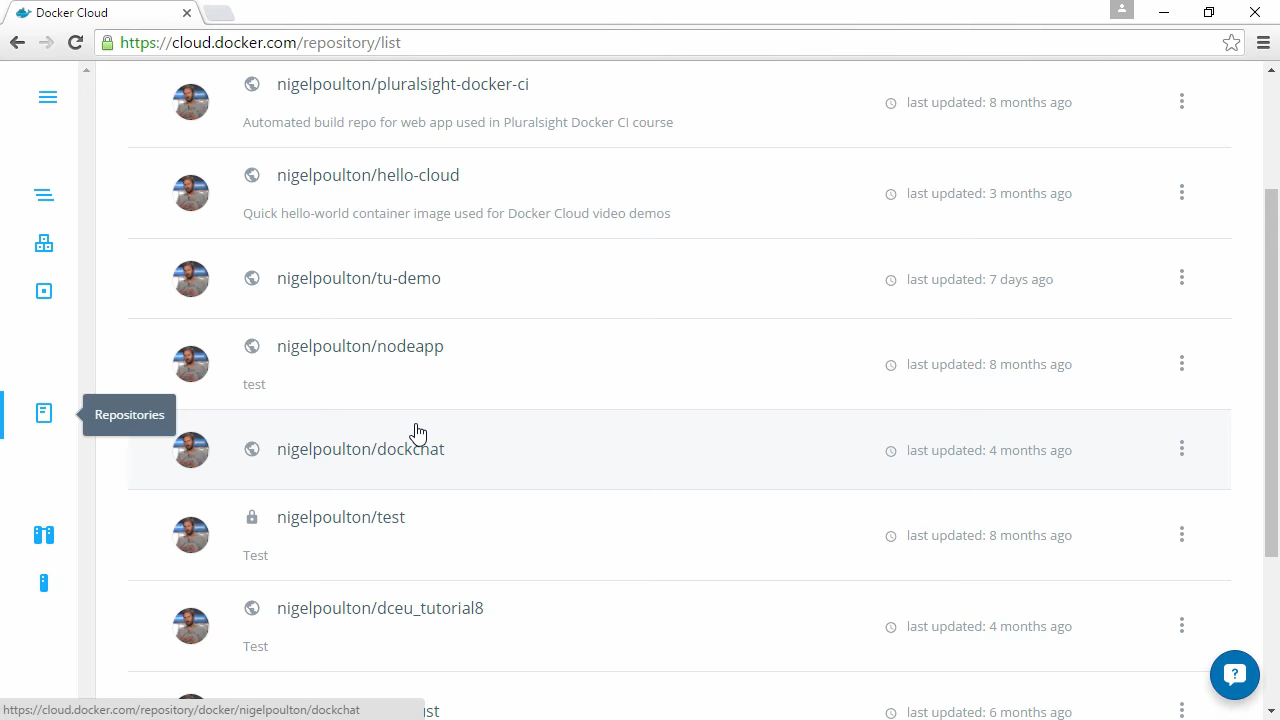 Docker Cloud
https://cloud.docker.com/repository/list
nigelpoulton/pluralsight-docker-ci
last updated: 8 months ago
Automated build repo for web app used in Pluralsight Docker CI course
nigelpoulton/hello-cloud
last updated: 3 months ago
Quick hello-world container image used for Docker Cloud video demos
nigelpoulton/tu-demo
last updated: 7 days ago
nigelpoulton/nodeapp
last updated: 8 months ago
test
Repositories
nigelpoulton/dockchat
last updated: 4 months ago
nigelpoulton/test
last updated: 8 months ago
Test
nigelpoulton/dceu_tutorial8
last updated: 4 months ago
Test
last updated: 6 months ago
https://cloud.docker.com/repository/docker/nigelpoulton/dockchat